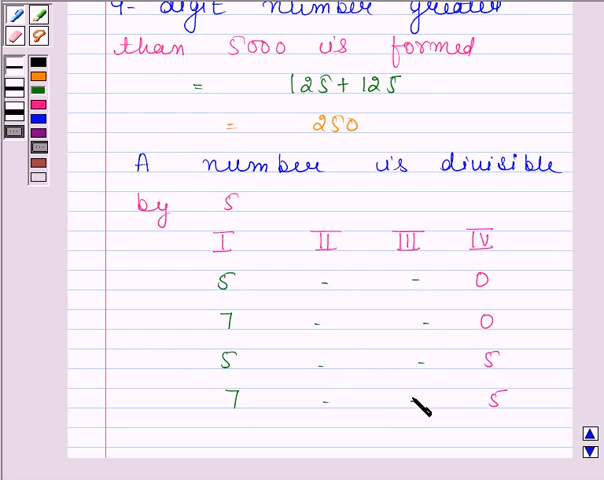 4- digit number greater
than 5000 is formed
= 125 + 125
= 250
A number is divisible
by 5
I II III IV
5 - - 0
7 - - 0
5 - - 5
7 - - 5